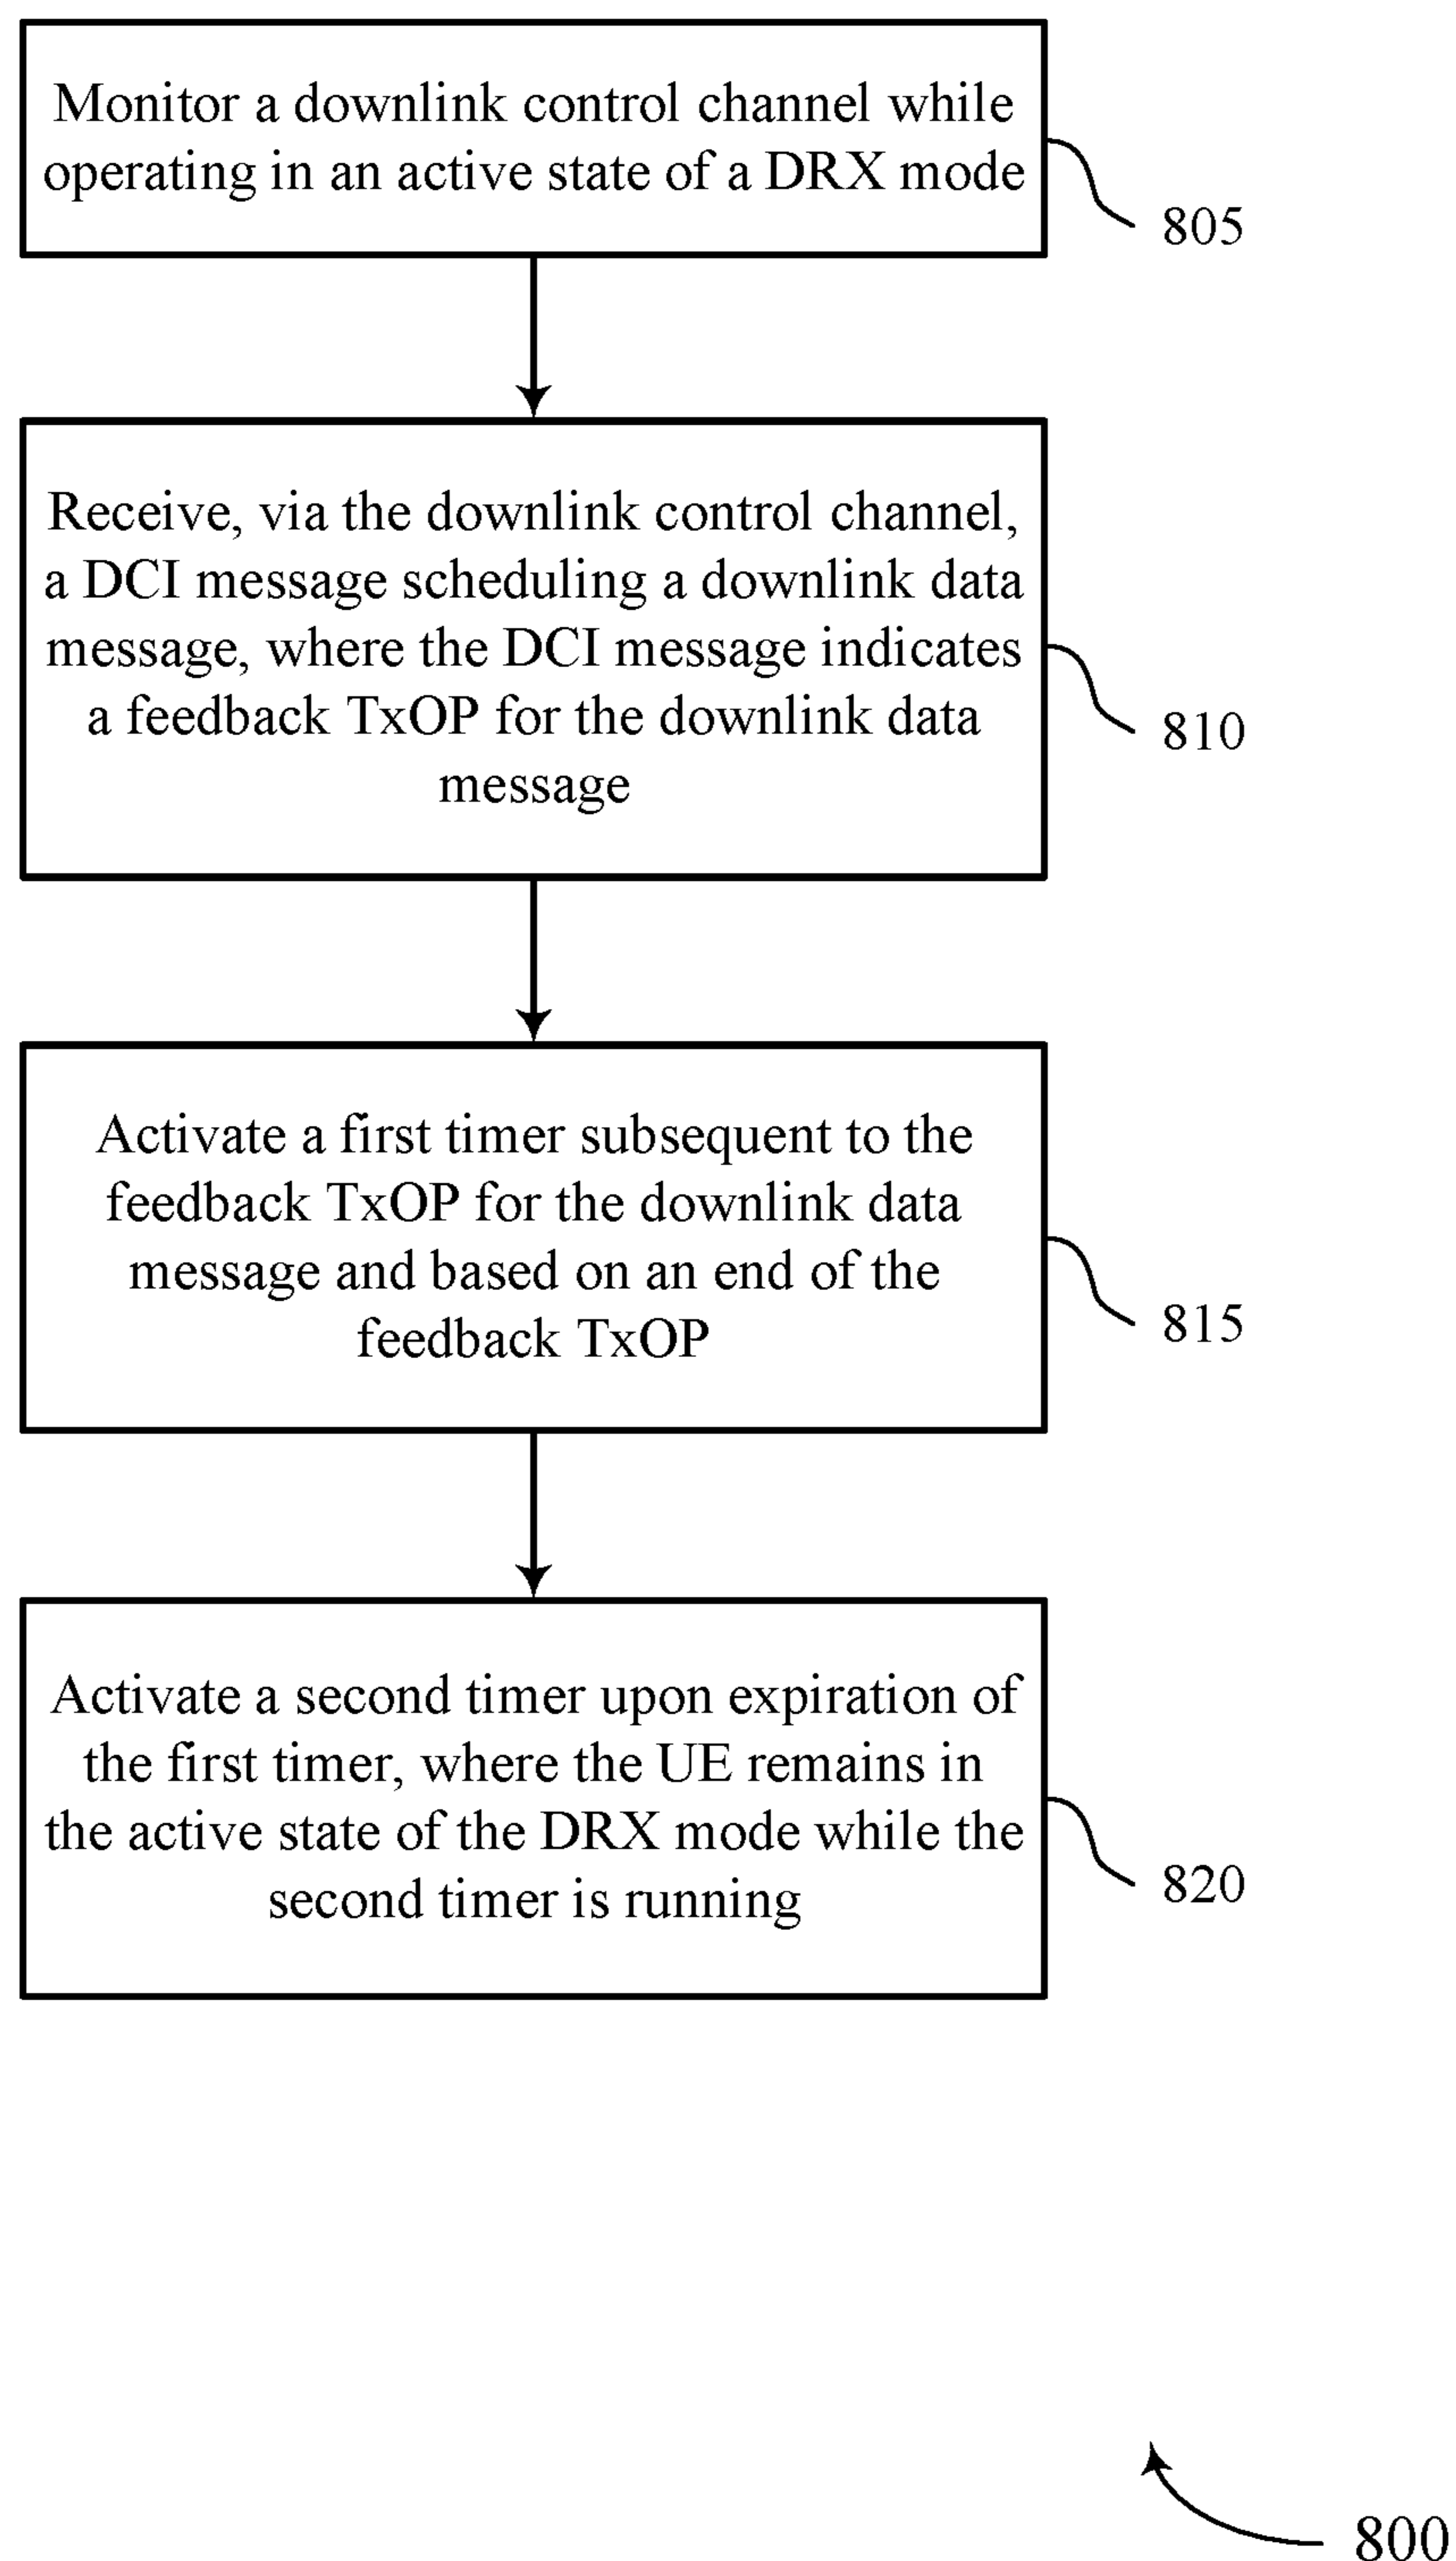 Monitor a downlink control channel while
operating in an active state of a DRX mode
805
Receive, via the downlink control channel,
a DCI message scheduling a downlink data
message, where the DCI message indicates
a feedback TxOP for the downlink data
message
810
Activate a first timer subsequent to the
feedback TxOP for the downlink data
message and based on an end of the
feedback TxOP
815
Activate a second timer upon expiration of
the first timer, where the UE remains in
the active state of the DRX mode while the
second timer is running
820
800